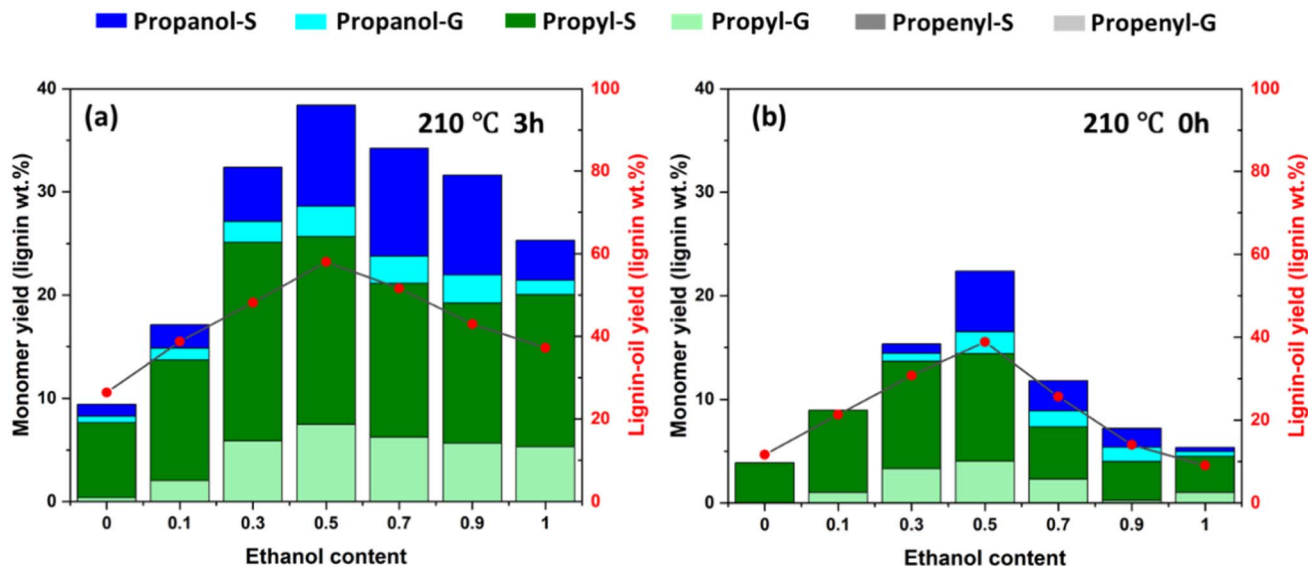 Propanol-S Propanol-G Propyl-S Propyl-G Propenyl-S Propenyl-G
(a) 210 ℃ 3h
Monomer yield (lignin wt.%)
40
30
20
10
0
0 0.1 0.3 0.5 0.7 0.9 1
Ethanol content
100
80
60
40
20
0
Lignin-oil yield (lignin wt.%)
(b) 210 ℃ 0h
Monomer yield (lignin wt.%)
40
30
20
10
0
0 0.1 0.3 0.5 0.7 0.9 1
Ethanol content
100
80
60
40
20
0
Lignin-oil yield (lignin wt.%)